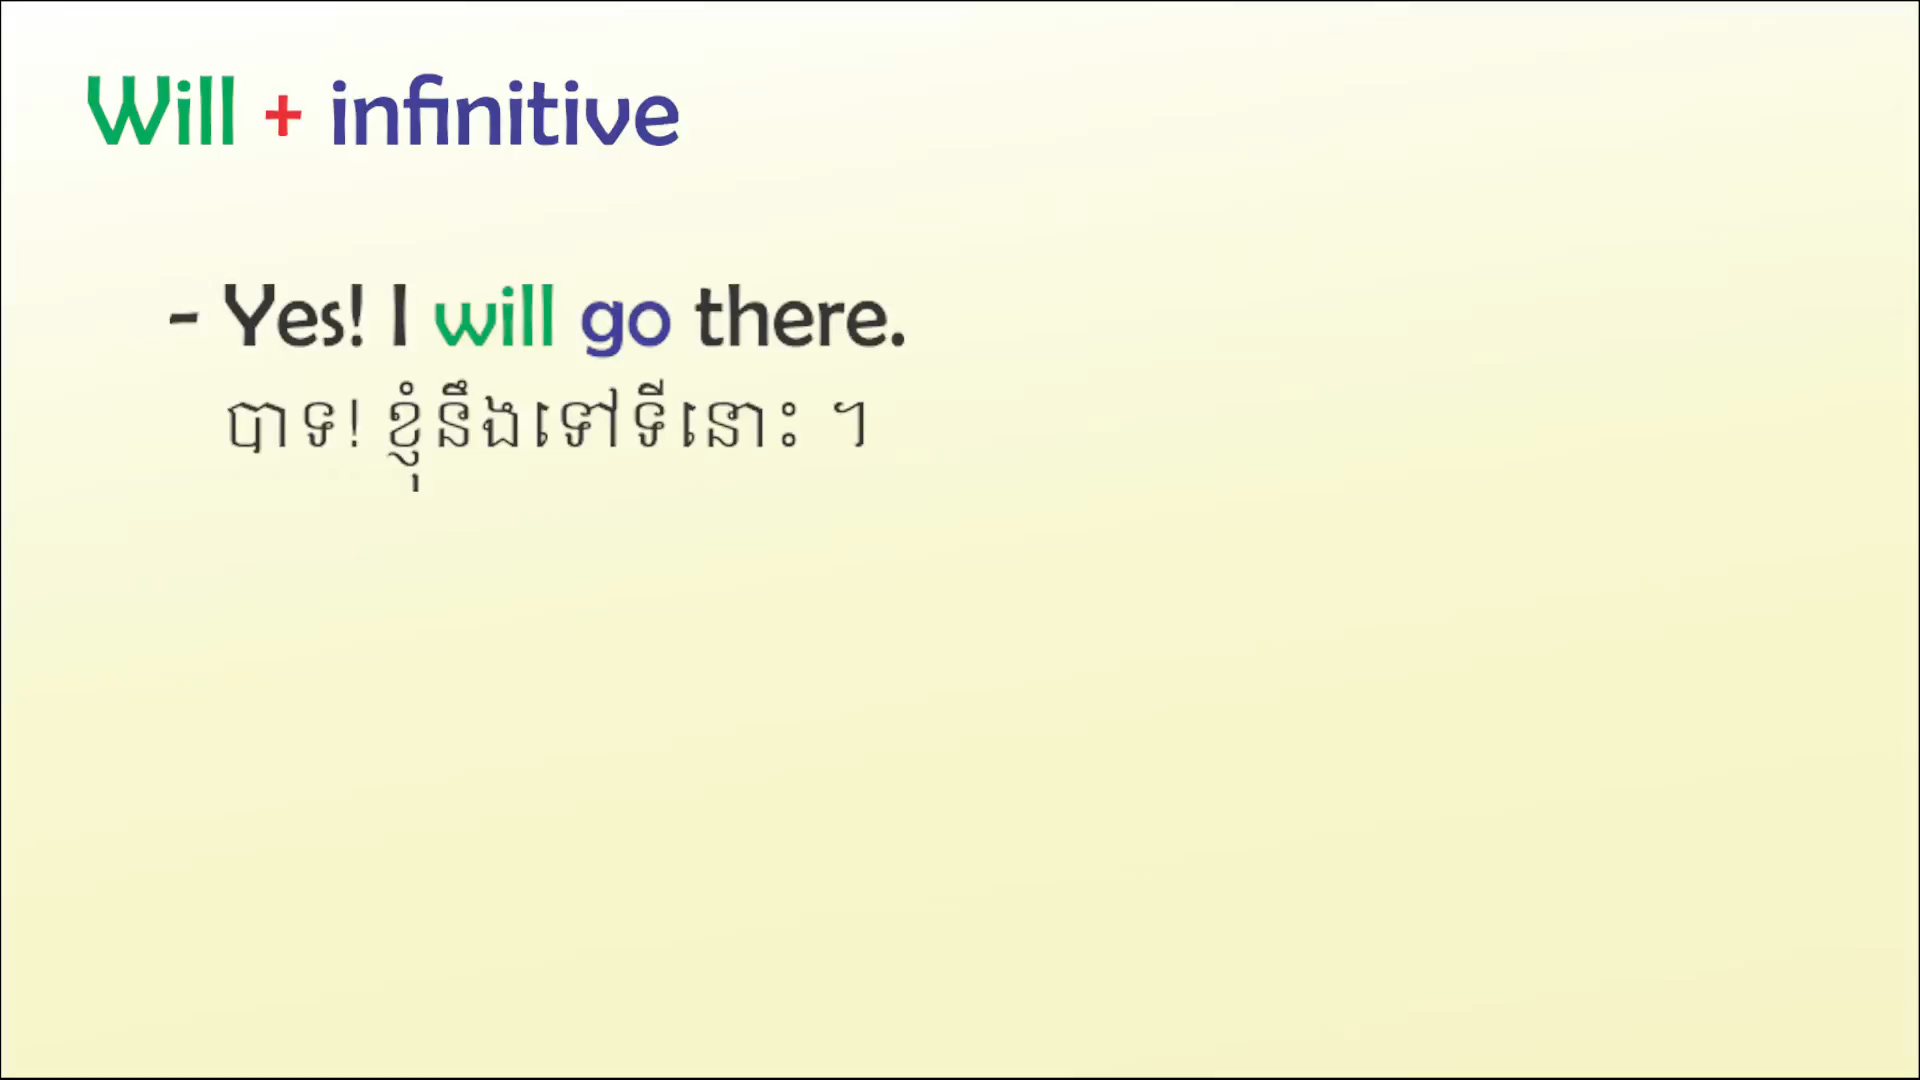 Will + infinitive
- Yes! I will go there.
បាទ! ខ្ញុំនឹងទៅទីនោះ ។